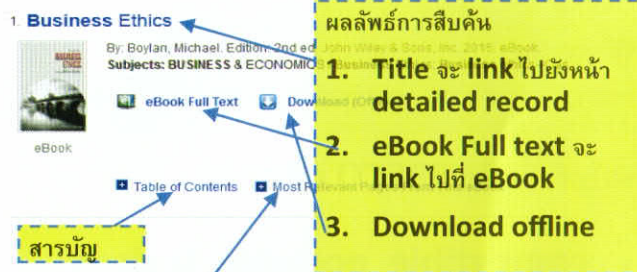 1. Business Ethics
By: Boylan, Michael. Edition: 2nd ed. John Wiley & Sons, Inc. 2015. eBook.
Subjects: BUSINESS & ECONOMICS
eBook Full Text
Download (Offline)
eBook
Table of Contents
Most Relevant Pages
สารบัญ
ผลลัพธ์การสืบค้น
1. Title จะ link ไปยังหน้า
detailed record
2. eBook Full text จะ
link ไปที่ eBook
3. Download offline